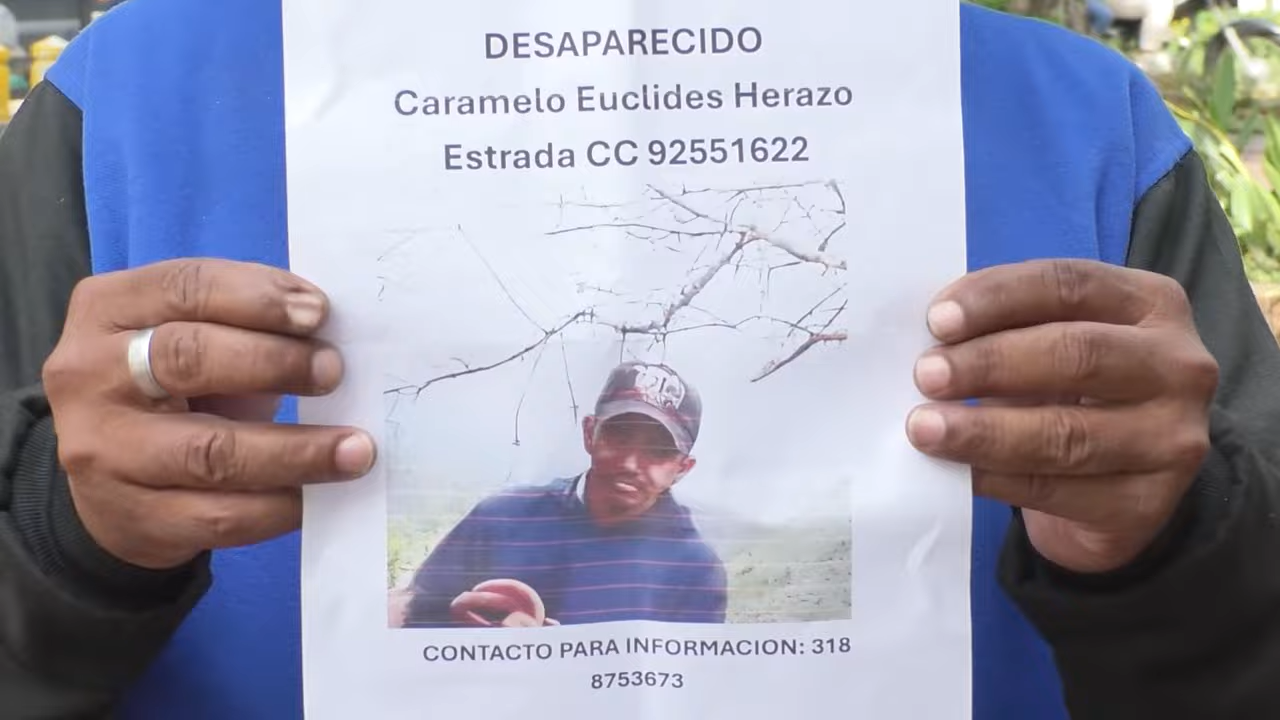 DESAPARECIDO
Caramelo Euclides Herazo
Estrada CC 92551622
CONTACTO PARA INFORMACION: 318
8753673